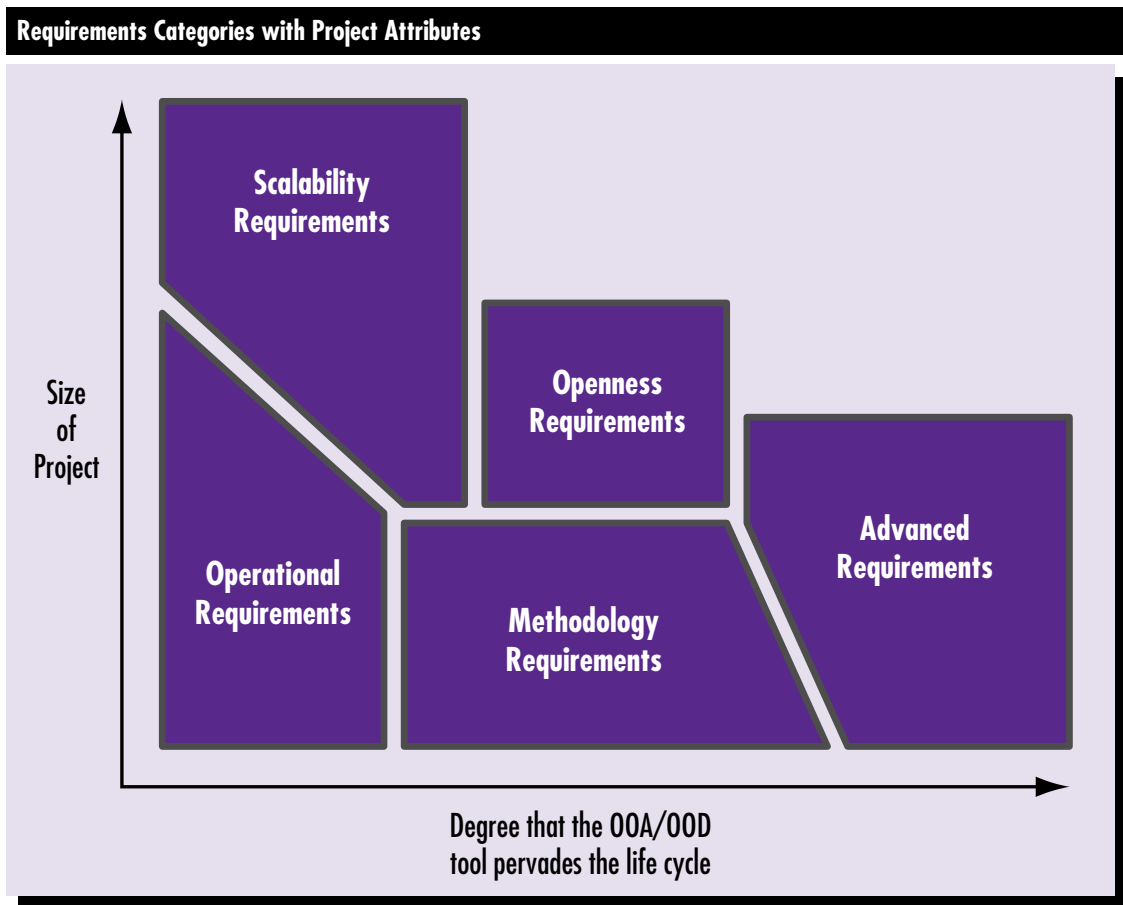 Requirements Categories with Project Attributes
Scalability
Requirements
Openness
Requirements
Size
of
Project
Advanced
Requirements
Operational
Requirements
Methodology
Requirements
Degree that the OOA/OOD
tool pervades the life cycle